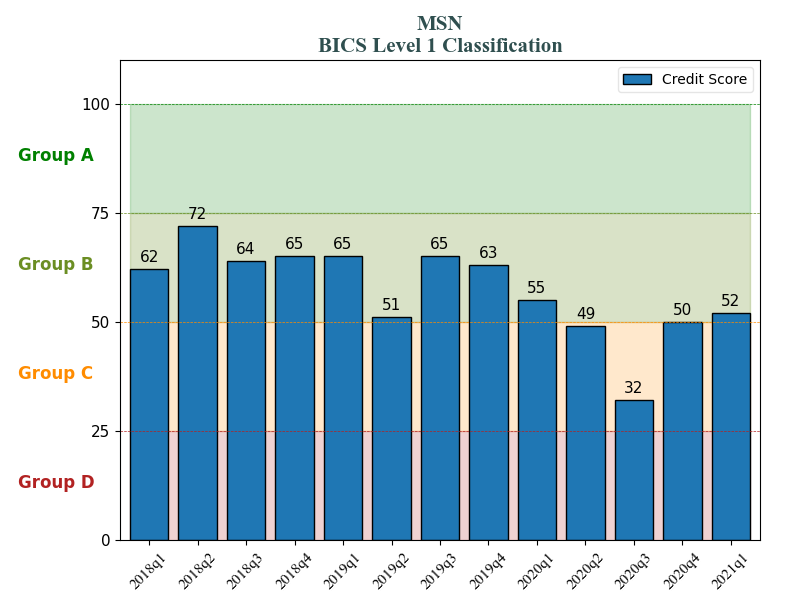 MSN
BICS Level 1 Classification
Credit Score
100
Group A
75
72
62
64
65
65
51
65
63
55
49
32
50
52
Group B
50
Group C
25
Group D
0
2018q1
2018q2
2018q3
2018q4
2019q1
2019q2
2019q3
2019q4
2020q1
2020q2
2020q3
2020q4
2021q1